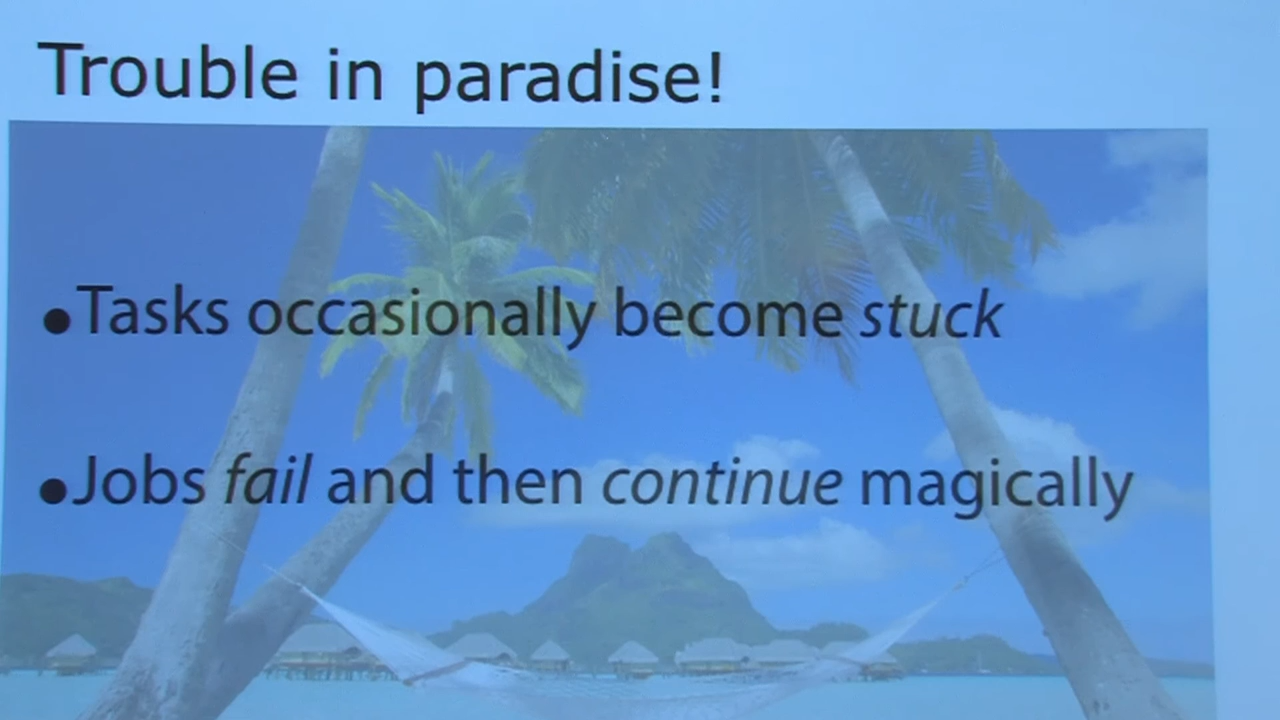 Trouble in paradise!
•Tasks occasionally become stuck
•Jobs fail and then continue magically